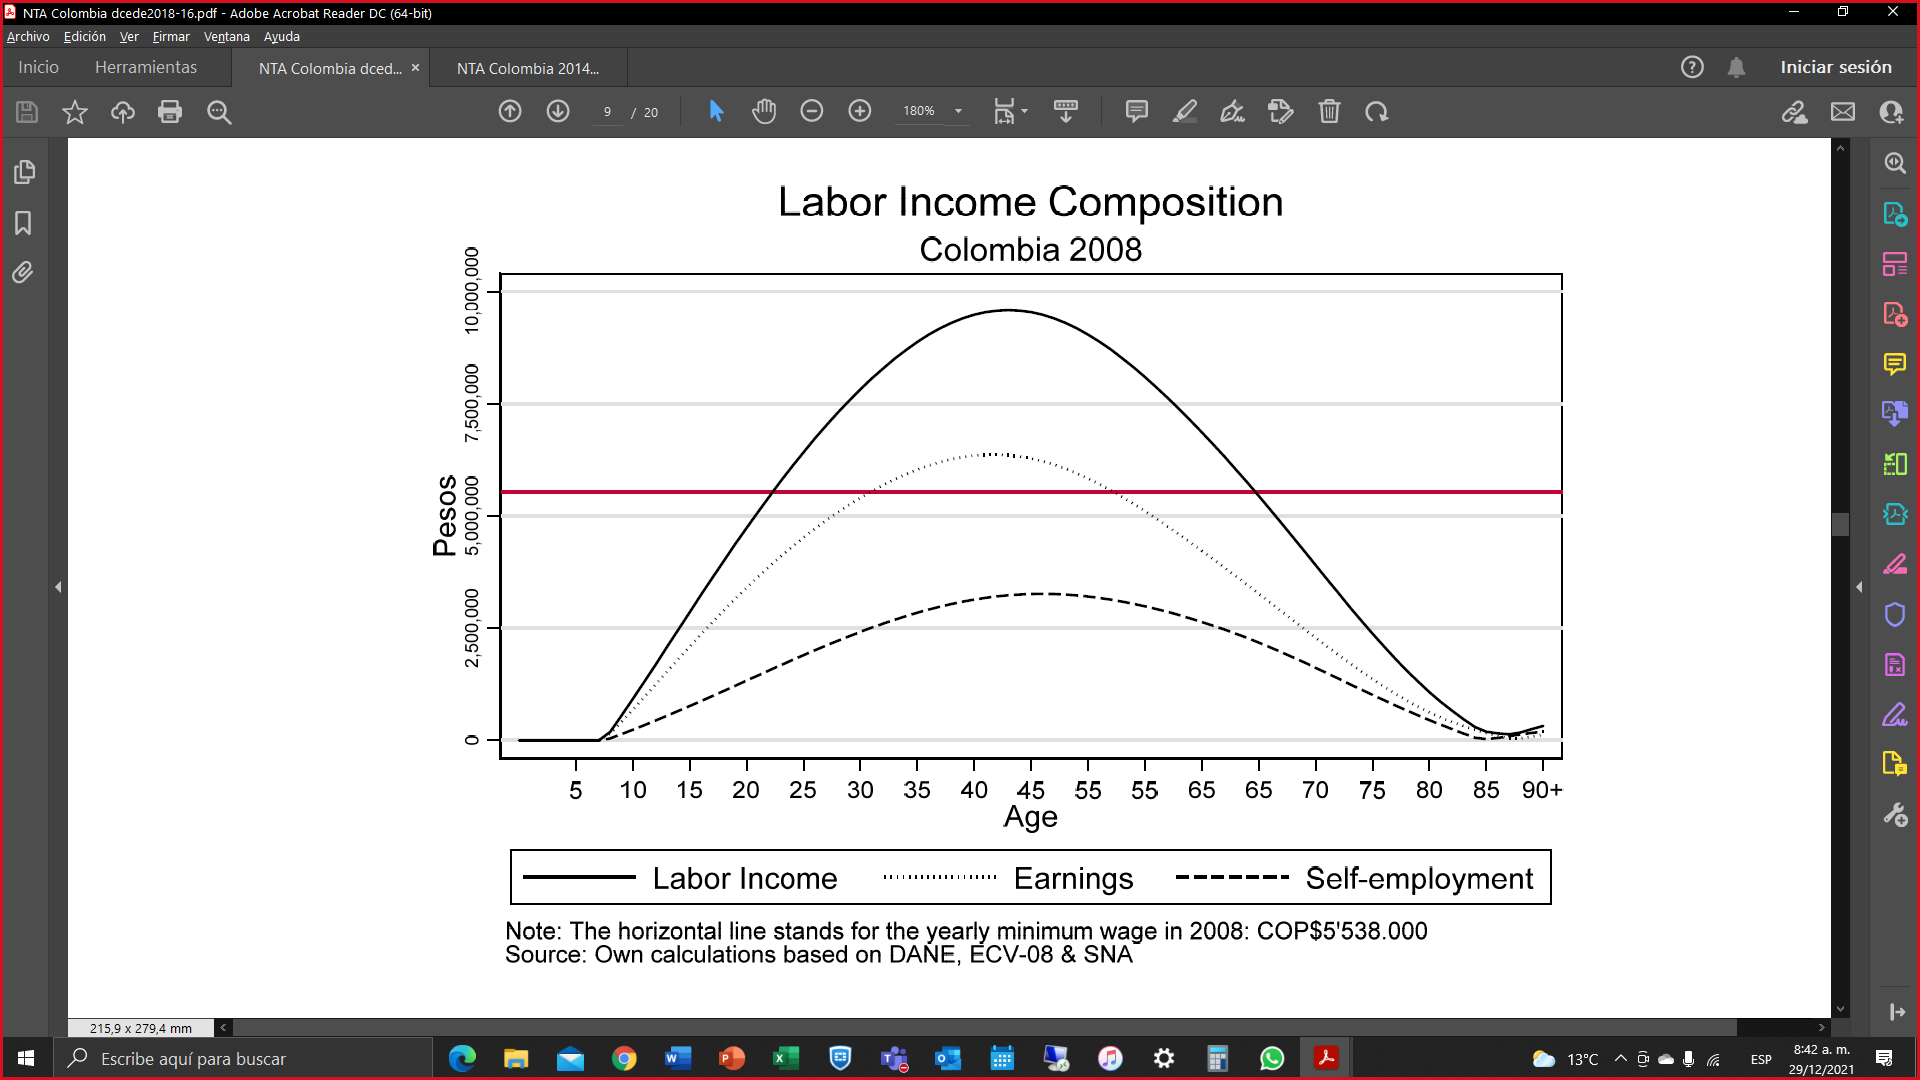 NTA Colombia dcede2018-16.pdf - Adobe Acrobat Reader DC (64-bit)
Archivo Edición Ver Firmar Ventana Ayuda
Inicio Herramientas NTA Colombia dced... × NTA Colombia 2014... Iniciar sesión
9 / 20 180%
Labor Income Composition
Colombia 2008
Pesos
10,000,000
7,500,000
5,000,000
2,500,000
0
5 10 15 20 25 30 35 40 45 55 55 65 65 70 75 80 85 90+
Age
Labor Income Earnings Self-employment
Note: The horizontal line stands for the yearly minimum wage in 2008: COP$5'538.000
Source: Own calculations based on DANE, ECV-08 & SNA
215,9 x 279,4 mm
Escribe aquí para buscar
13°C ESP 8:42 a. m.
29/12/2021